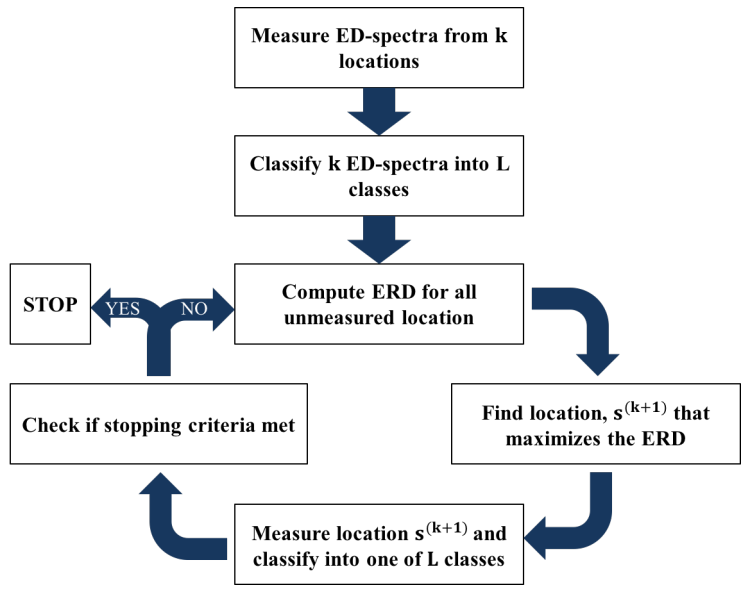 Measure ED-spectra from k
locations
Classify k ED-spectra into L
classes
STOP
YES
NO
Compute ERD for all
unmeasured location
Check if stopping criteria met
Find location, s^(k+1) that
maximizes the ERD
Measure location s^(k+1) and
classify into one of L classes